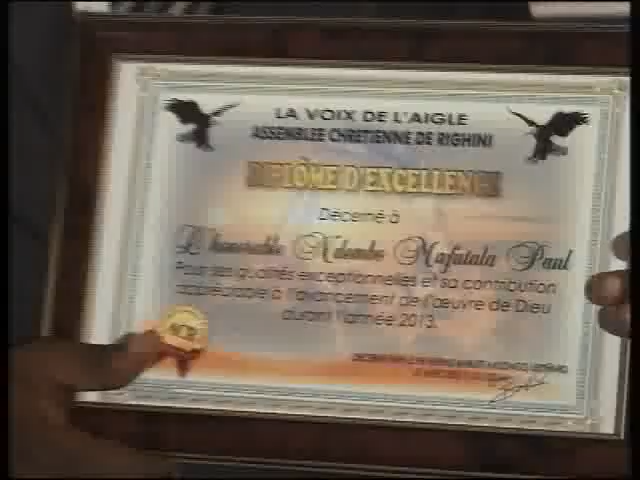 LA VOIX DE L'AIGLE
ASSEMBLEE CHRETIENNE DE RIGHINI
DIPLÔME D'EXCELLENCE
Décerné à
L'honorable Ndembo Mafutala Paul
Pour ses qualités exceptionnelles et sa contribution
à l'avancement de l'œuvre de Dieu
durant l'année 2013.